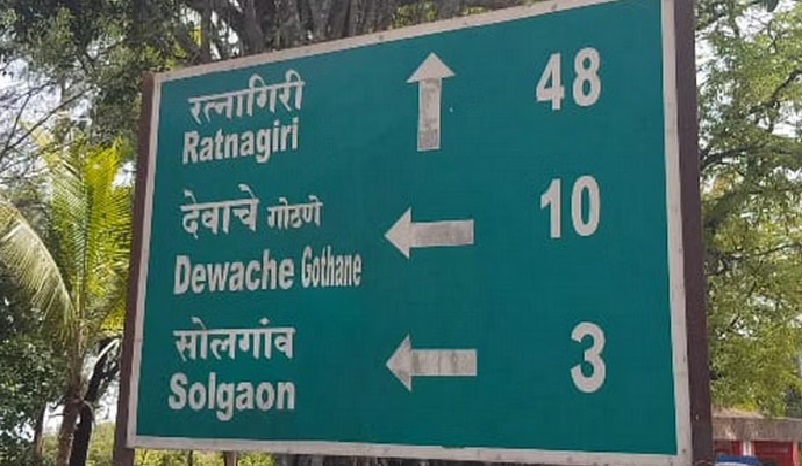 रत्नागिरी
Ratnagiri
↑ 48
देवाचे गोठणे
Dewache Gothane
← 10
सोलगांव
Solgaon
← 3